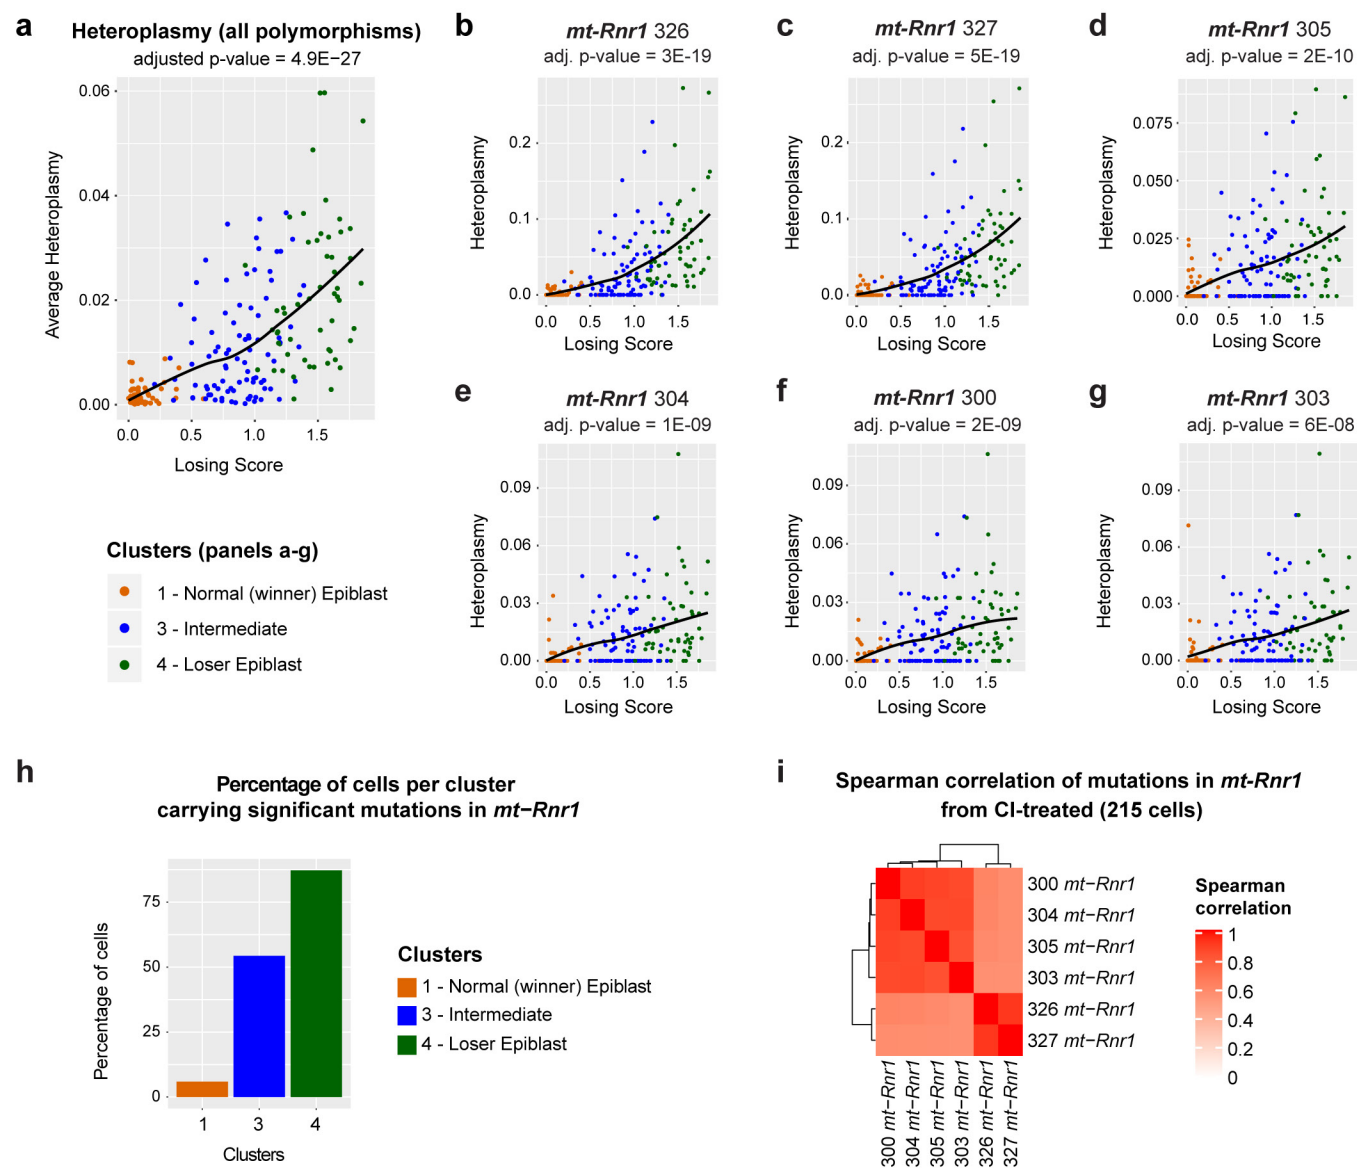 a
Heteroplasmy (all polymorphisms)
adjusted p-value = 4.9E−27
0.06
0.04
0.02
0.00
Average Heteroplasmy
0.0 0.5 1.0 1.5
Losing Score
b
mt-Rnr1 326
adj. p-value = 3E-19
0.2
0.1
0.0
Heteroplasmy
0.0 0.5 1.0 1.5
Losing Score
c
mt-Rnr1 327
adj. p-value = 5E-19
0.2
0.1
0.0
Heteroplasmy
0.0 0.5 1.0 1.5
Losing Score
d
mt-Rnr1 305
adj. p-value = 2E-10
0.075
0.050
0.025
0.000
Heteroplasmy
0.0 0.5 1.0 1.5
Losing Score
Clusters (panels a-g)
1 - Normal (winner) Epiblast
3 - Intermediate
4 - Loser Epiblast
e
mt-Rnr1 304
adj. p-value = 1E-09
0.09
0.06
0.03
0.00
Heteroplasmy
0.0 0.5 1.0 1.5
Losing Score
f
mt-Rnr1 300
adj. p-value = 2E-09
0.09
0.06
0.03
0.00
Heteroplasmy
0.0 0.5 1.0 1.5
Losing Score
g
mt-Rnr1 303
adj. p-value = 6E-08
0.09
0.06
0.03
0.00
Heteroplasmy
0.0 0.5 1.0 1.5
Losing Score
h
Percentage of cells per cluster
carrying significant mutations in mt−Rnr1
75
50
25
0
Percentage of cells
1 3 4
Clusters
Clusters
1 - Normal (winner) Epiblast
3 - Intermediate
4 - Loser Epiblast
i
Spearman correlation of mutations in mt-Rnr1
from CI-treated (215 cells)
300 mt−Rnr1
304 mt−Rnr1
305 mt−Rnr1
303 mt−Rnr1
326 mt−Rnr1
327 mt−Rnr1
300 mt−Rnr1
304 mt−Rnr1
305 mt−Rnr1
303 mt−Rnr1
326 mt−Rnr1
327 mt−Rnr1
Spearman
correlation
1
0.8
0.6
0.4
0.2
0